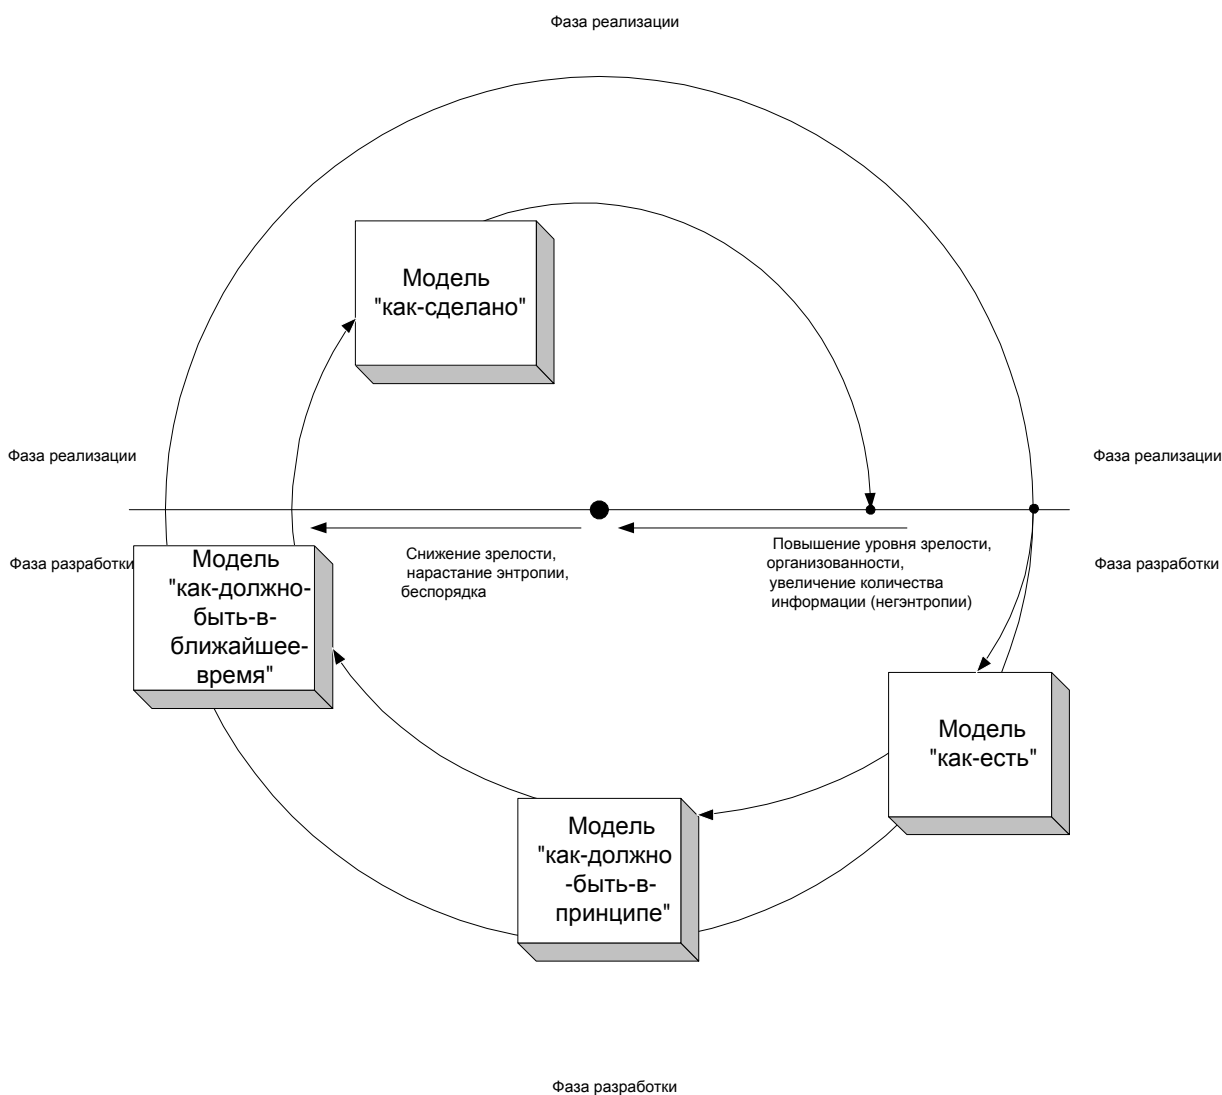 Фаза реализации
Модель
"как-сделано"
Фаза реализации
Фаза реализации
Снижение зрелости,
нарастание энтропии,
беспорядка
Повышение уровня зрелости,
организованности,
увеличение количества
информации (негэнтропии)
Фаза разработки
Фаза разработки
Модель
"как-должно-
быть-в-
ближайшее-
время"
Модель
"как-есть"
Модель
"как-должно
-быть-в-
принципе"
Фаза разработки